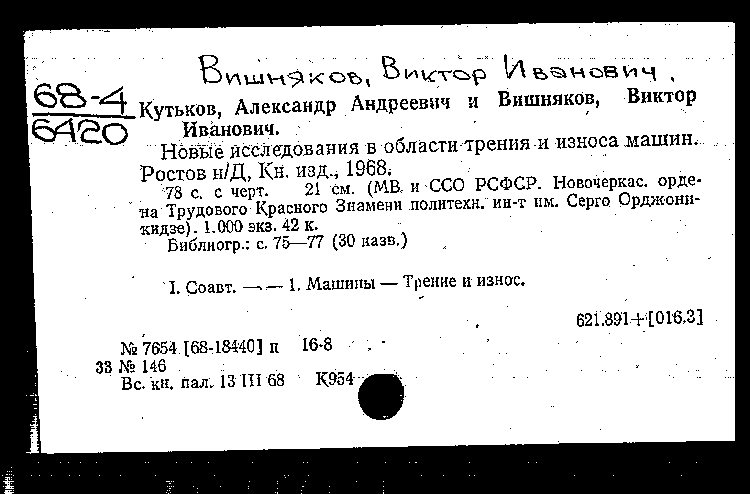 Вишняков, Виктор Иванович.
68-4
6420
Кутьков, Александр Андреевич и Вишняков, Виктор
Иванович.
Новые исследования в области трения и износа машин.
Ростов н/Д, Кн. изд., 1968.
78 с. с черт. 21 см. (МВ. и ССО РСФСР. Новочеркас. орде-
на Трудового Красного Знамени политехн. ин-т им. Серго Орджони-
кидзе). 1.000 экз. 42 к.
Библиогр.: с. 75—77 (30 назв.)
I. Соавт. — — 1. Машины — Трение и износ.
621.891+[016.3]
№ 7654 [68-18440] п 16-8
33 № 146
Вс. кн. пал. 13 III 68 К954